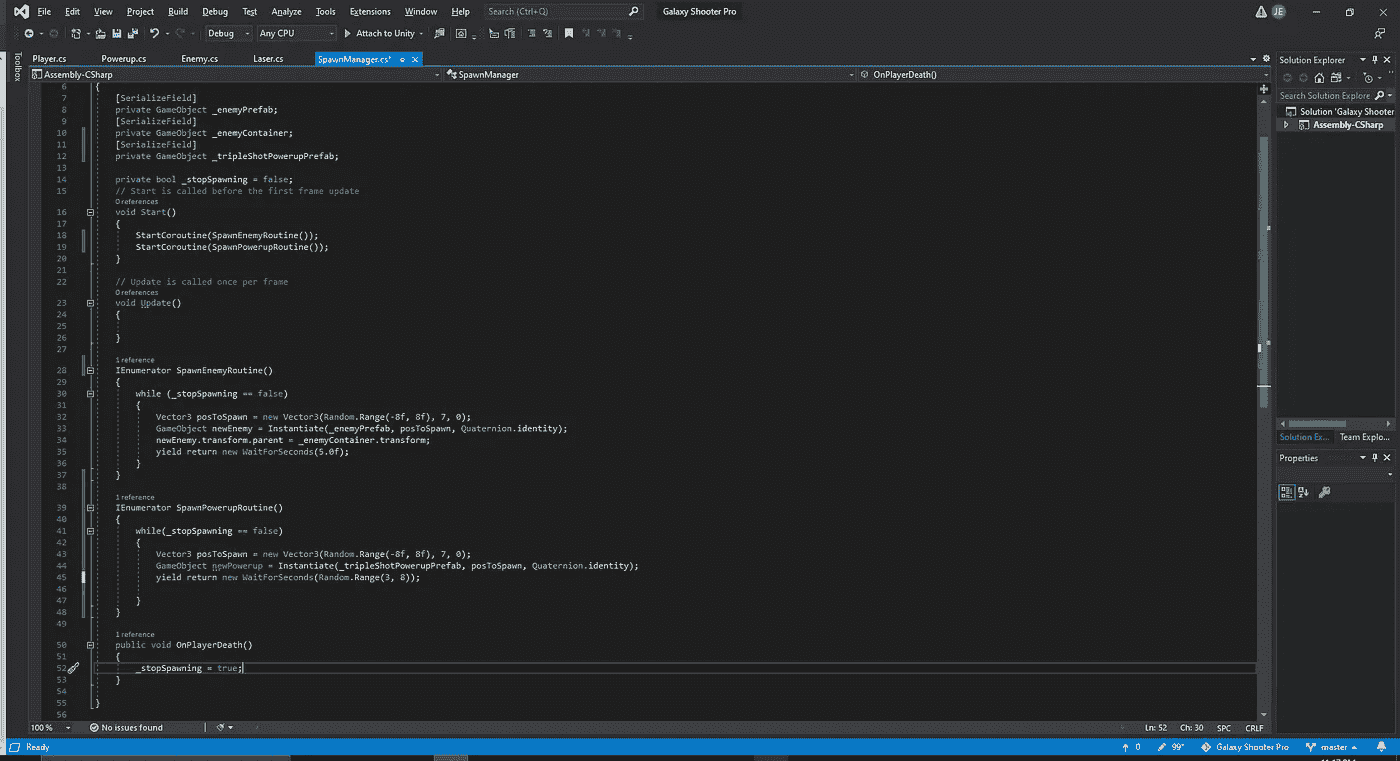 File Edit View Project Build Debug Test Analyze Tools Extensions Window Help Search (Ctrl+Q) Galaxy Shooter Pro JE
Debug Any CPU Attach to Unity
Toolbox
Player.cs Powerup.cs Enemy.cs Laser.cs SpawnManager.cs*
Assembly-CSharp SpawnManager OnPlayerDeath()
6 {
7 [SerializeField]
8 private GameObject _enemyPrefab;
9 [SerializeField]
10 private GameObject _enemyContainer;
11 [SerializeField]
12 private GameObject _tripleShotPowerupPrefab;
13
14 private bool _stopSpawning = false;
15 // Start is called before the first frame update
0 references
16 void Start()
17 {
18 StartCoroutine(SpawnEnemyRoutine());
19 StartCoroutine(SpawnPowerupRoutine());
20 }
21
22 // Update is called once per frame
0 references
23 void Update()
24 {
25
26 }
27
1 reference
28 IEnumerator SpawnEnemyRoutine()
29 {
30 while (_stopSpawning == false)
31 {
32 Vector3 posToSpawn = new Vector3(Random.Range(-8f, 8f), 7, 0);
33 GameObject newEnemy = Instantiate(_enemyPrefab, posToSpawn, Quaternion.identity);
34 newEnemy.transform.parent = _enemyContainer.transform;
35 yield return new WaitForSeconds(5.0f);
36 }
37 }
38
1 reference
39 IEnumerator SpawnPowerupRoutine()
40 {
41 while(_stopSpawning == false)
42 {
43 Vector3 posToSpawn = new Vector3(Random.Range(-8f, 8f), 7, 0);
44 GameObject newPowerup = Instantiate(_tripleShotPowerupPrefab, posToSpawn, Quaternion.identity);
45 yield return new WaitForSeconds(Random.Range(3, 8));
46
47 }
48 }
49
1 reference
50 public void OnPlayerDeath()
51 {
52 _stopSpawning = true;
53 }
54
55 }
56
100 % No issues found Ln: 52 Ch: 30 SPC CRLF
Solution Explorer
Search Solution Explore
Solution 'Galaxy Shooter
Assembly-CSharp
Solution Ex... Team Explo...
Properties
Ready 0 99+ Galaxy Shooter Pro master